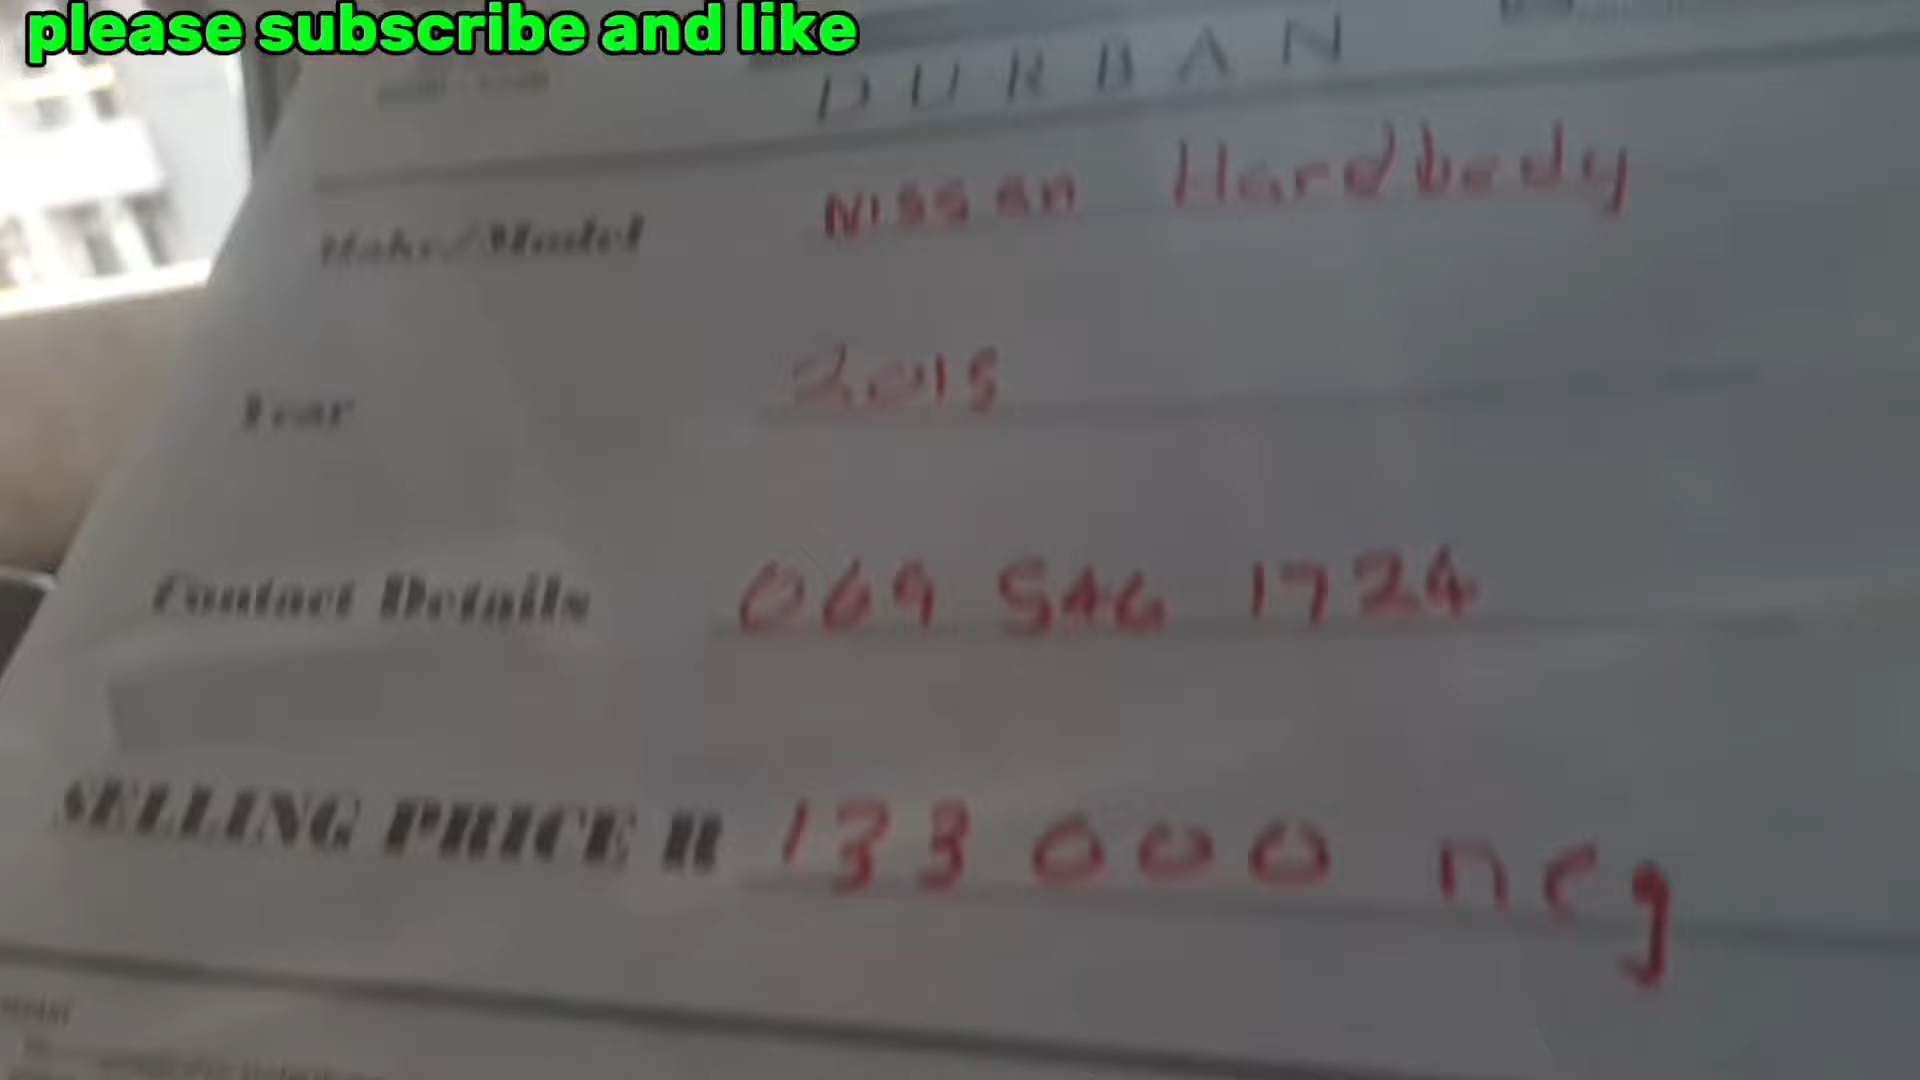 please subscribe and like
DURBAN
Make/Model NISSAN Hardbody
Year 2015
Contact Details 069 546 1724
SELLING PRICE R 133 000 neg